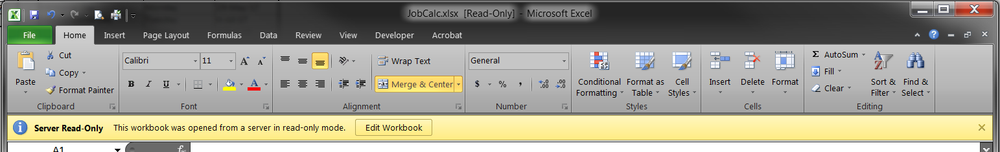 JobCalc.xlsx [Read-Only] - Microsoft Excel
File Home Insert Page Layout Formulas Data Review View Developer Acrobat
Cut
Copy
Format Painter
Paste
Clipboard
Calibri 11
B I U
Font
Wrap Text
Merge & Center
Alignment
General
$ % ,
Number
Conditional Formatting
Format as Table
Cell Styles
Styles
Insert Delete Format
Cells
Σ AutoSum
Fill
Clear
Sort & Filter
Find & Select
Editing
Server Read-Only This workbook was opened from a server in read-only mode. Edit Workbook
A1 fx